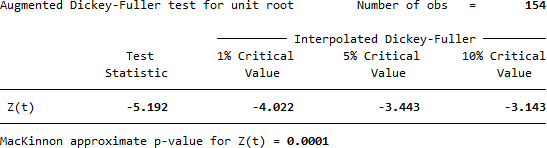 Augmented Dickey-Fuller test for unit root Number of obs = 154
Interpolated Dickey-Fuller
Test 1% Critical 5% Critical 10% Critical
Statistic Value Value Value
Z(t) -5.192 -4.022 -3.443 -3.143
MacKinnon approximate p-value for Z(t) = 0.0001